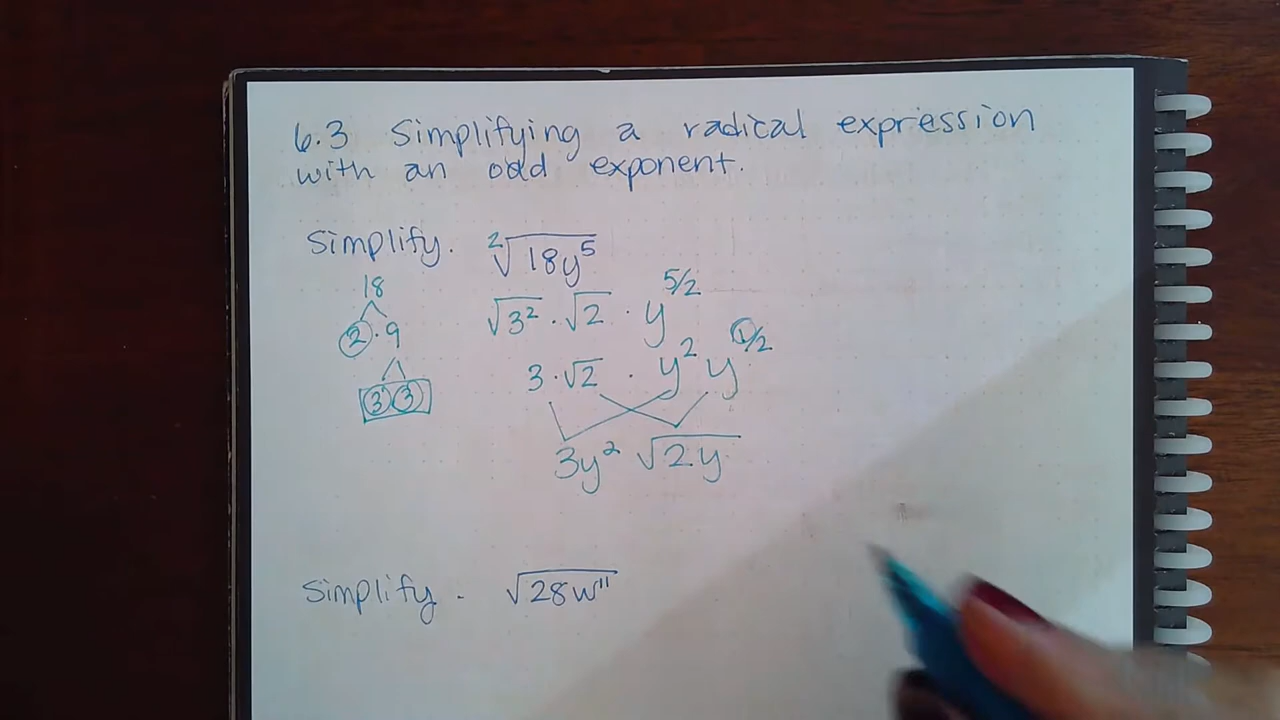 6.3 Simplifying a radical expression
with an odd exponent.
Simplify. ²√18y⁵
18
2 · 9
3 3
√3² · √2 · y^5/2
3 · √2 · y² y^1/2
3y² √2y
Simplify. √28w¹¹